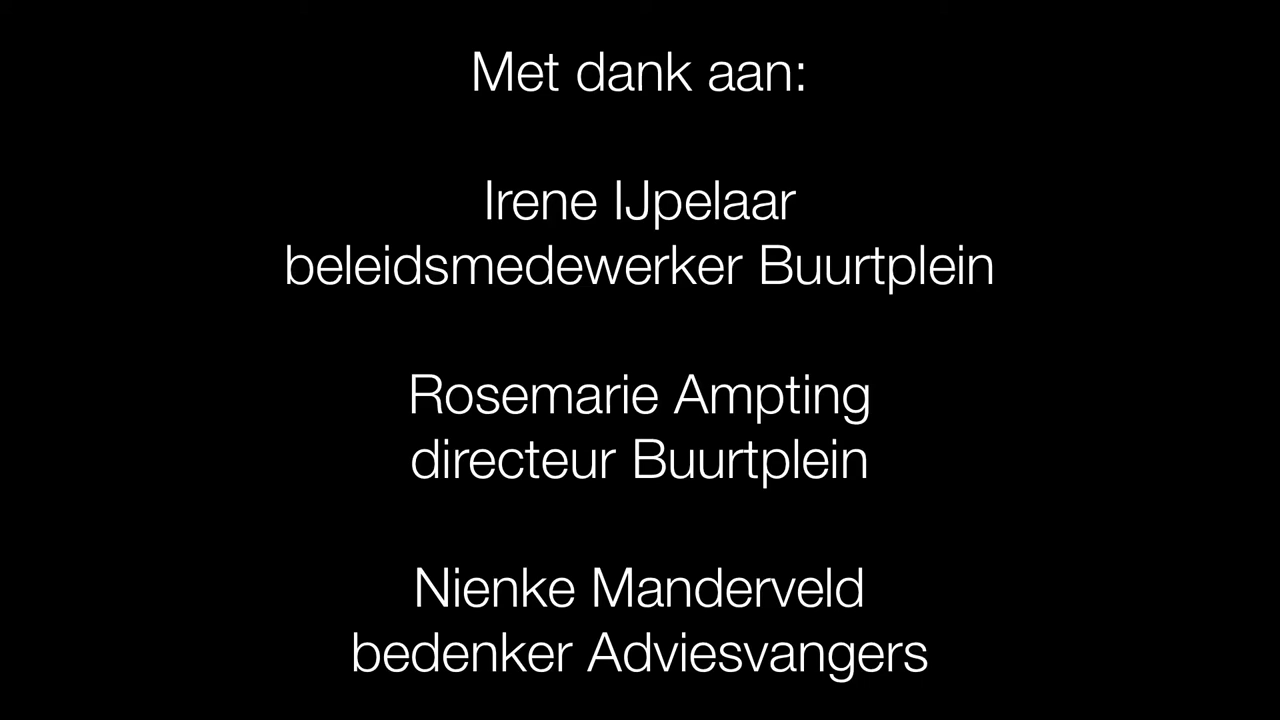 Met dank aan:
Irene IJpelaar
beleidsmedewerker Buurtplein
Rosemarie Ampting
directeur Buurtplein
Nienke Manderveld
bedenker Adviesvangers